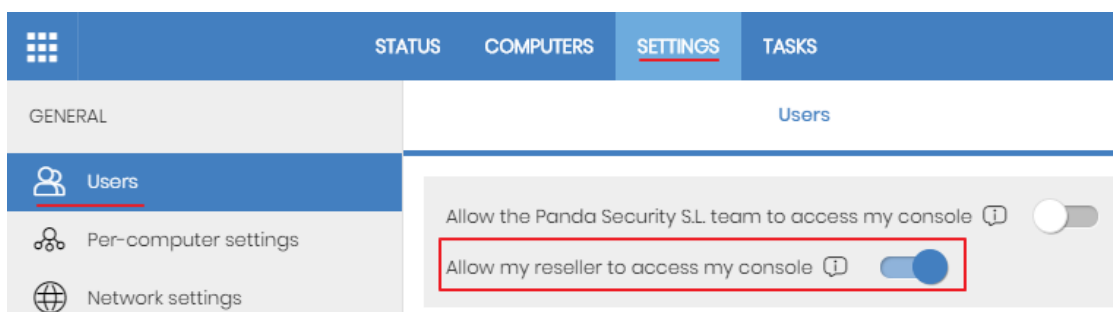 STATUS COMPUTERS SETTINGS TASKS
GENERAL
Users
Users
Per-computer settings
Network settings
Allow the Panda Security S.L. team to access my console
Allow my reseller to access my console